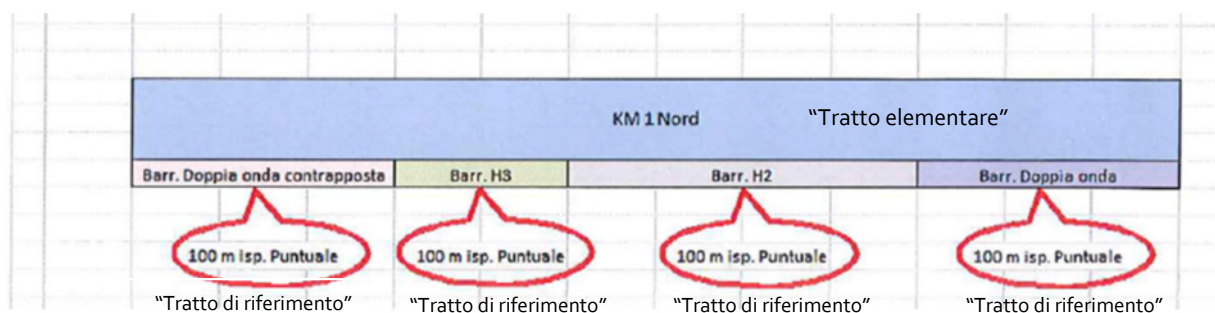 KM 1 Nord "Tratto elementare"
Barr. Doppia onda contrapposta Barr. H3 Barr. H2 Barr. Doppia onda
100 m isp. Puntuale 100 m isp. Puntuale 100 m isp. Puntuale 100 m isp. Puntuale
"Tratto di riferimento" "Tratto di riferimento" "Tratto di riferimento" "Tratto di riferimento"